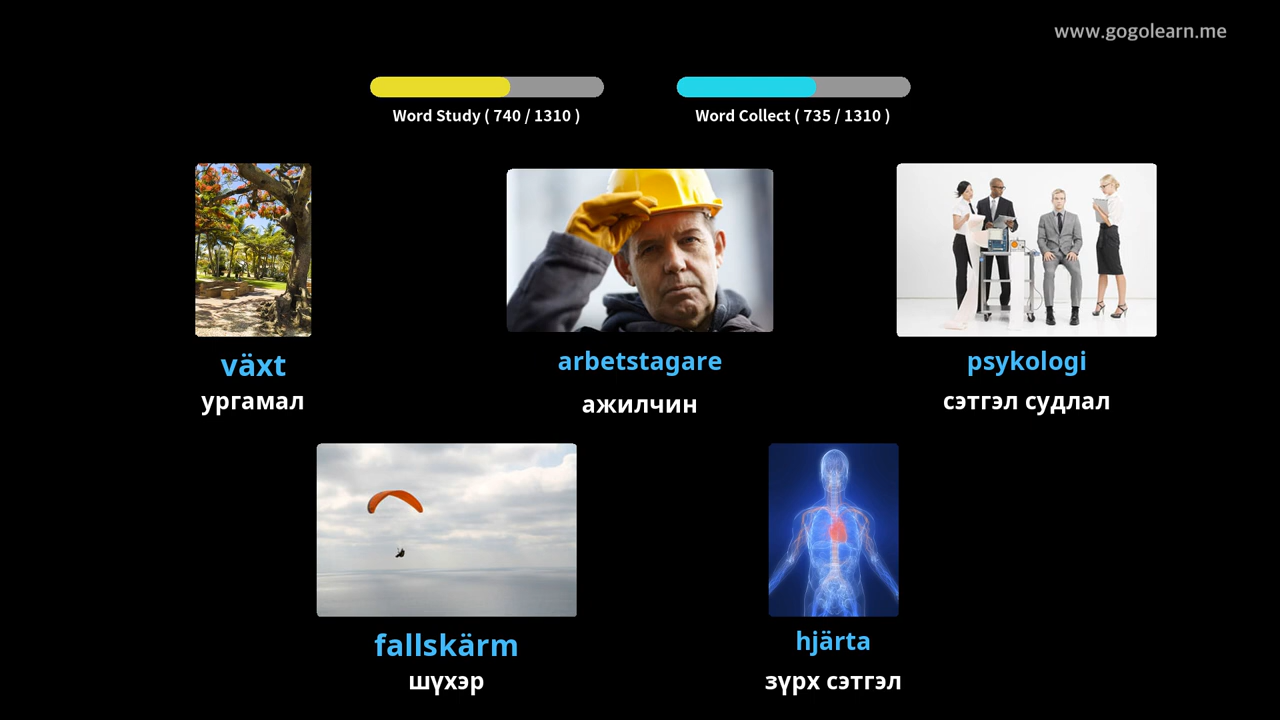 www.gogolearn.me
Word Study ( 740 / 1310 )
Word Collect ( 735 / 1310 )
växt
ургамал
arbetstagare
ажилчин
psykologi
сэтгэл судлал
fallskärm
шүхэр
hjärta
зүрх сэтгэл